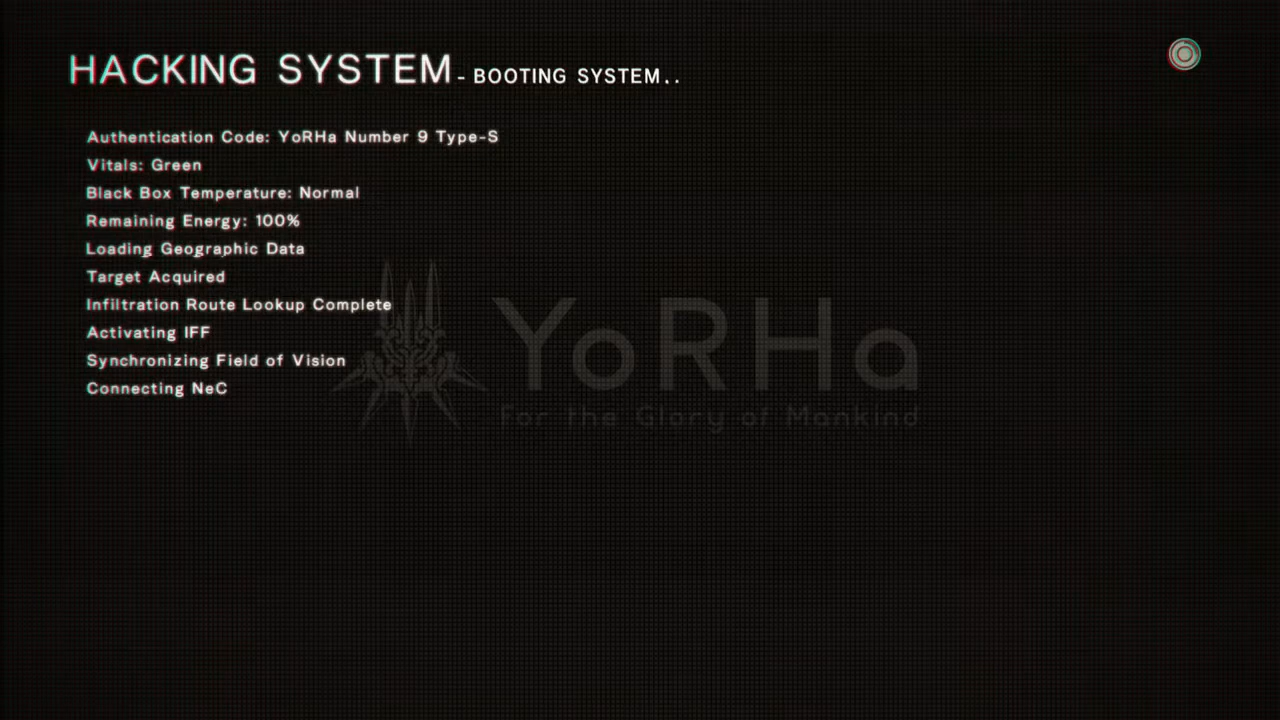 HACKING SYSTEM - BOOTING SYSTEM..
Authentication Code: YoRHa Number 9 Type-S
Vitals: Green
Black Box Temperature: Normal
Remaining Energy: 100%
Loading Geographic Data
Target Acquired
Infiltration Route Lookup Complete
Activating IFF
Synchronizing Field of Vision
Connecting NeC
YoRHa
For the Glory of Mankind